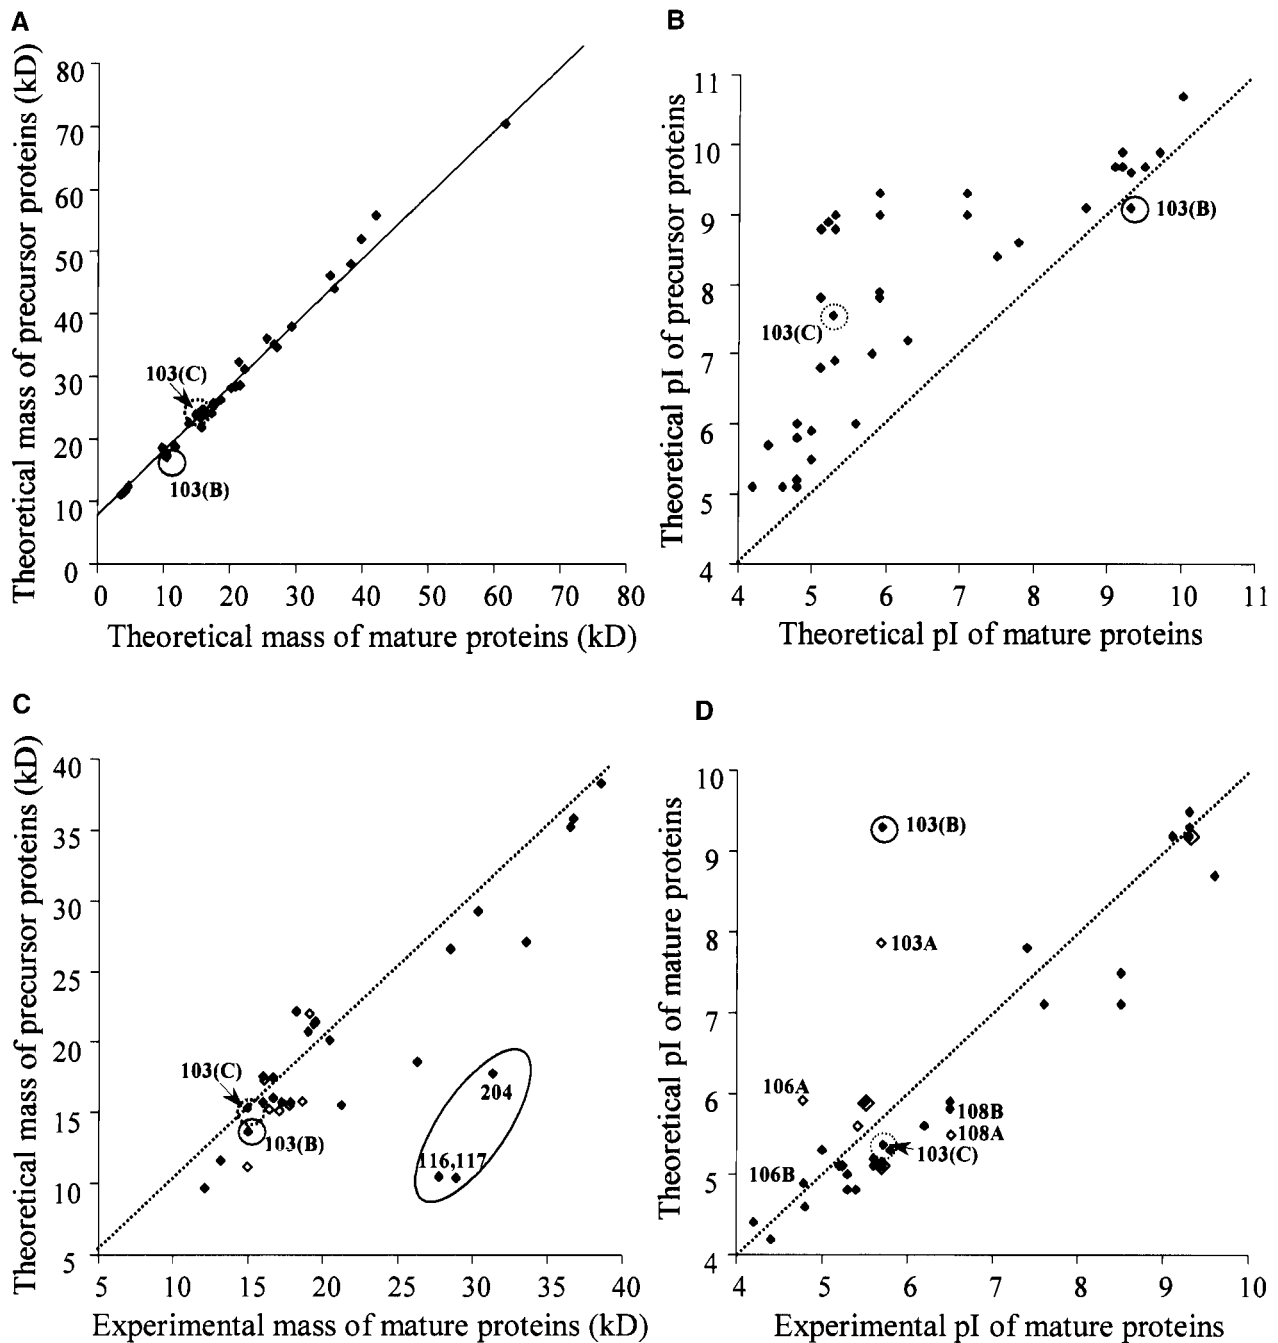 A
Theoretical mass of precursor proteins (kD)
80
70
60
50
40
30
20
10
0
103(C)
103(B)
0 10 20 30 40 50 60 70 80
Theoretical mass of mature proteins (kD)
B
Theoretical pI of precursor proteins
11
10
9
8
7
6
5
4
103(B)
103(C)
4 5 6 7 8 9 10 11
Theoretical pI of mature proteins
C
Theoretical mass of precursor proteins (kD)
40
35
30
25
20
15
10
5
103(C)
103(B)
204
116,117
5 10 15 20 25 30 35 40
Experimental mass of mature proteins (kD)
D
Theoretical pI of mature proteins
10
9
8
7
6
5
4
103(B)
103A
106A
108B
108A
103(C)
106B
4 5 6 7 8 9 10
Experimental pI of mature proteins